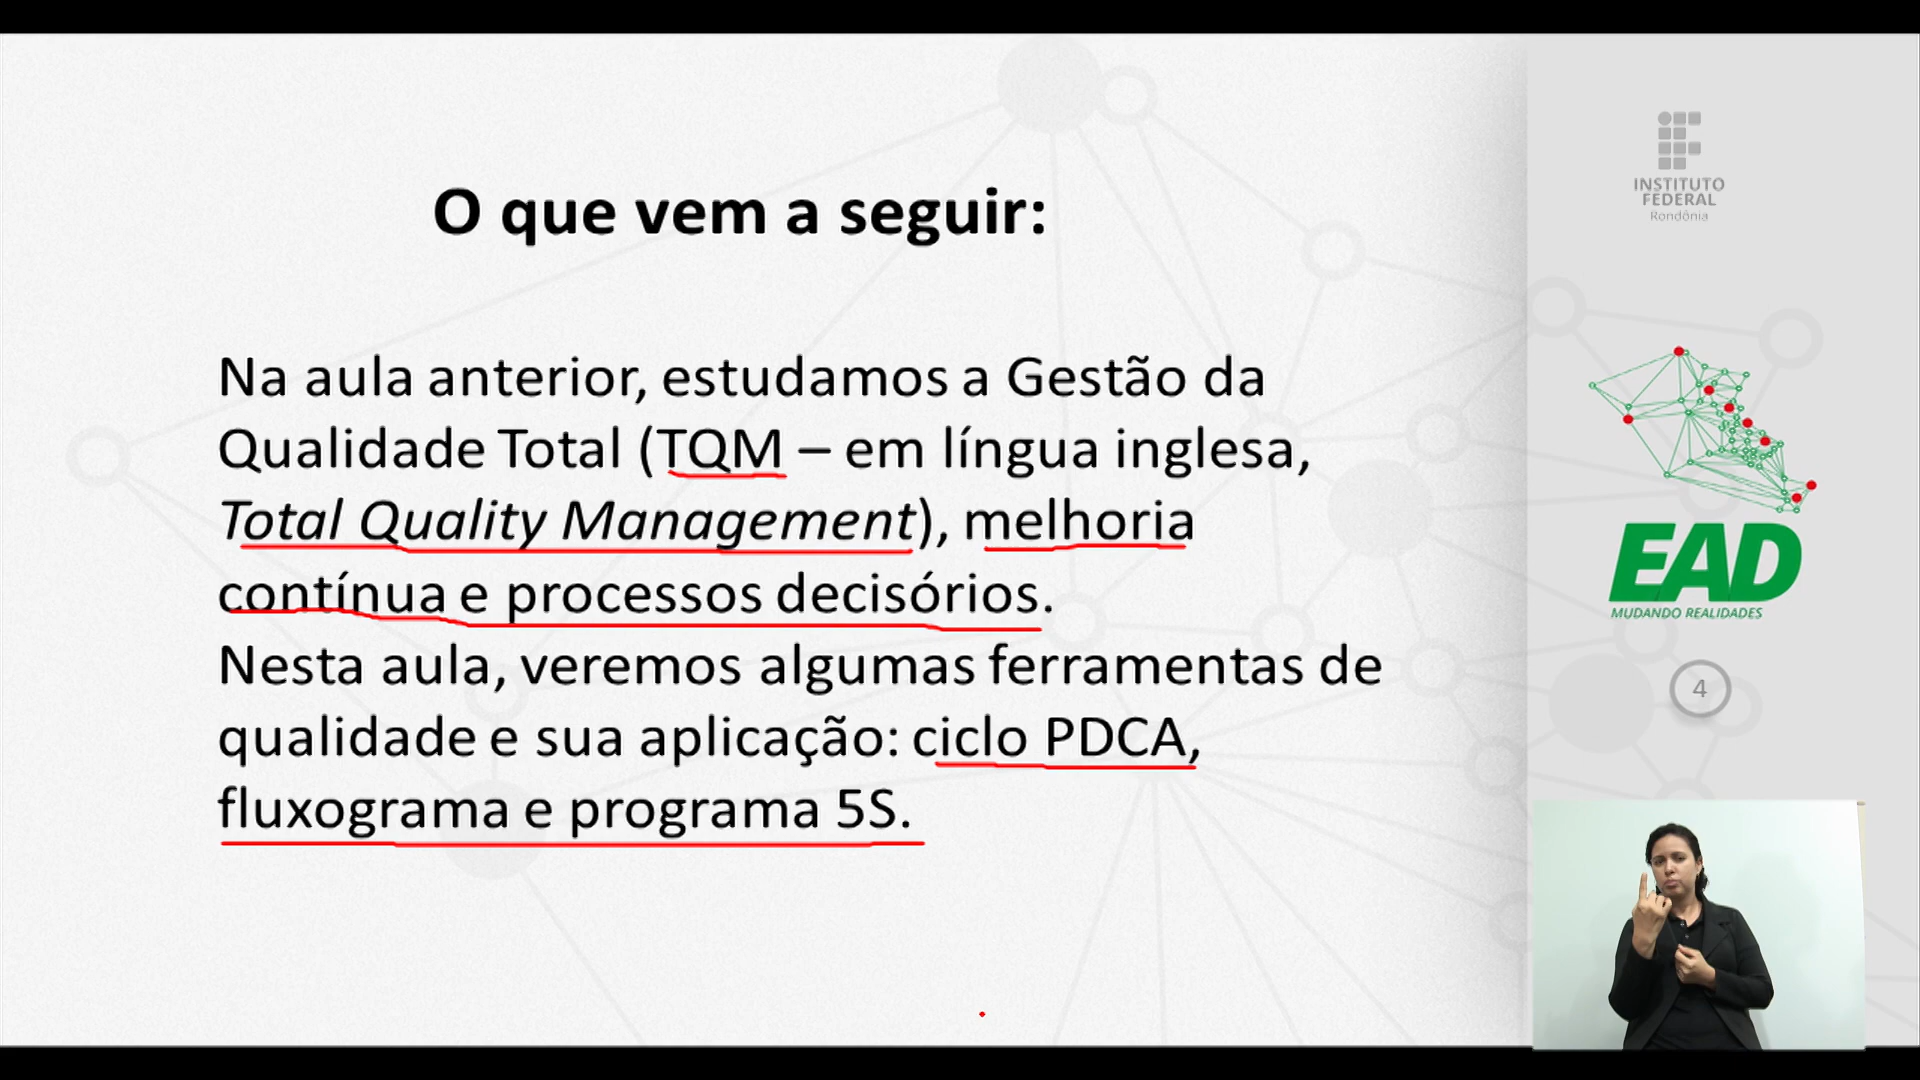 O que vem a seguir:
Na aula anterior, estudamos a Gestão da
Qualidade Total (TQM – em língua inglesa,
Total Quality Management), melhoria
contínua e processos decisórios.
Nesta aula, veremos algumas ferramentas de
qualidade e sua aplicação: ciclo PDCA,
fluxograma e programa 5S.
INSTITUTO
FEDERAL
Rondônia
EAD
MUDANDO REALIDADES
4